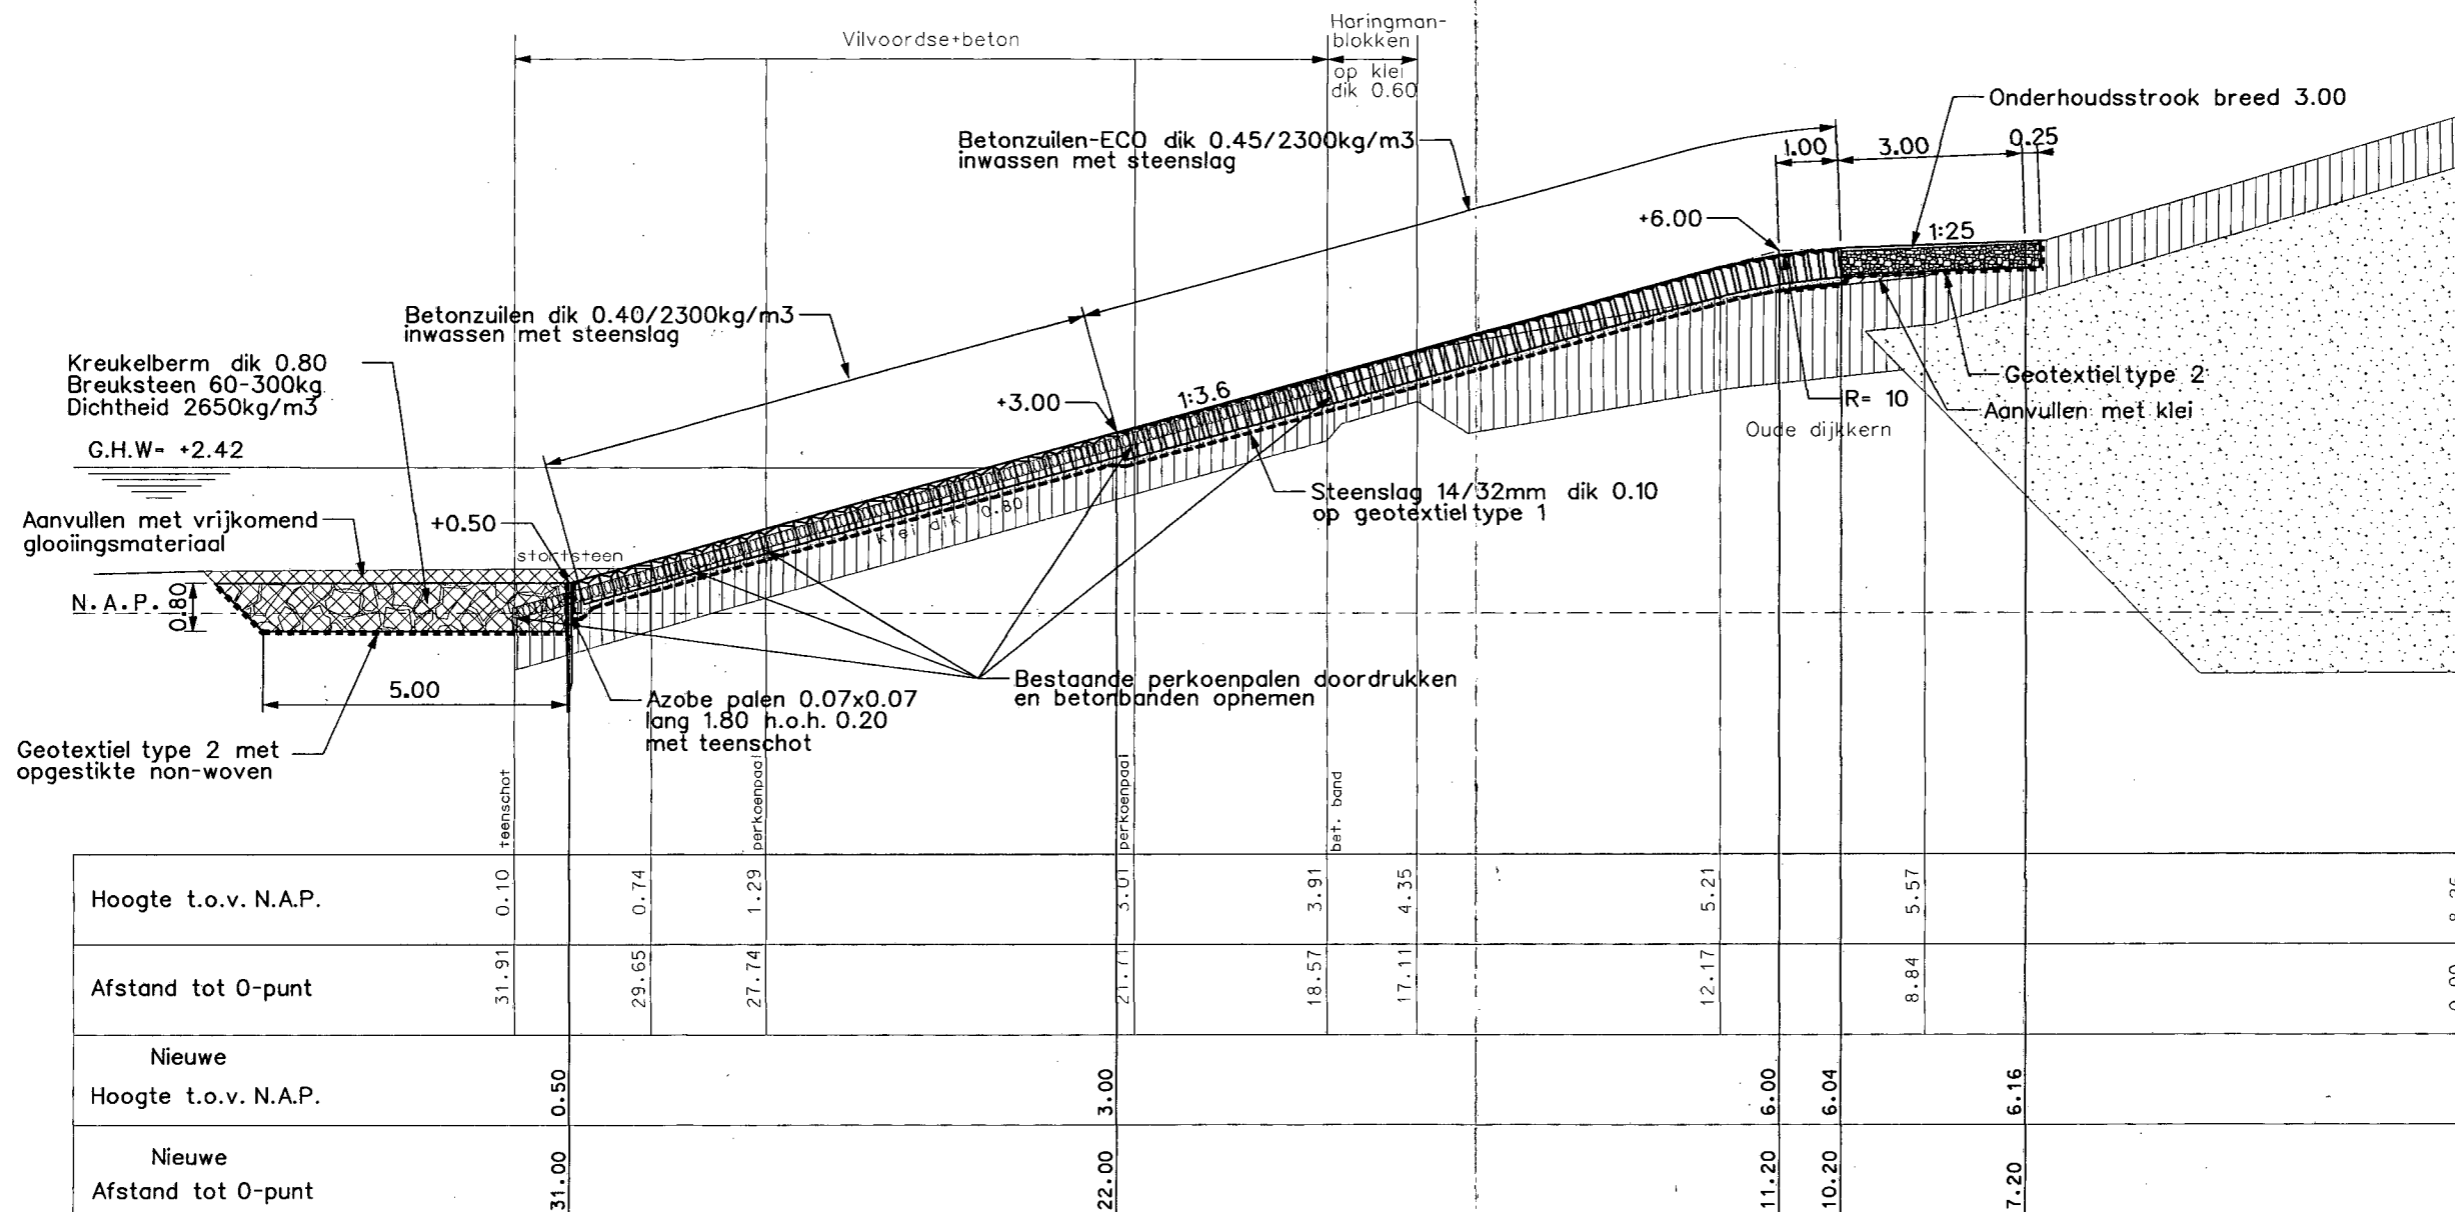 Vilvoordse+beton
Haringman-
blokken
op klei
dik 0.60
Onderhoudsstrook breed 3.00
Betonzuilen-ECO dik 0.45/2300kg/m3
inwassen met steenslag
1.00
3.00
0.25
+6.00
1:25
Betonzuilen dik 0.40/2300kg/m3
inwassen met steenslag
Kreukelberm dik 0.80
Breuksteen 60-300kg
Dichtheid 2650kg/m3
+3.00
1:3.6
Geotextiel type 2
R= 10
Aanvullen met klei
Oude dijkkern
G.H.W= +2.42
Steenslag 14/32mm dik 0.10
op geotextiel type 1
Aanvullen met vrijkomend
glooiingsmateriaal
+0.50
stortsteen
klei dik 0.80
N.A.P.
0.80
5.00
Bestaande perkoenpalen doordrukken
en betonbanden opnemen
Azobe palen 0.07x0.07
lang 1.80 h.o.h. 0.20
met teenschot
Geotextiel type 2 met
opgestikte non-woven
teenschot
perkoenpaal
perkoenpaal
bet. band
Hoogte t.o.v. N.A.P.
0.10
0.74
1.29
3.01
3.91
4.35
5.21
5.57
Afstand tot 0-punt
31.91
29.65
27.74
21.71
18.57
17.11
12.17
8.84
Nieuwe
Hoogte t.o.v. N.A.P.
0.50
3.00
6.00
6.04
6.16
Nieuwe
Afstand tot 0-punt
31.00
22.00
11.20
10.20
7.20